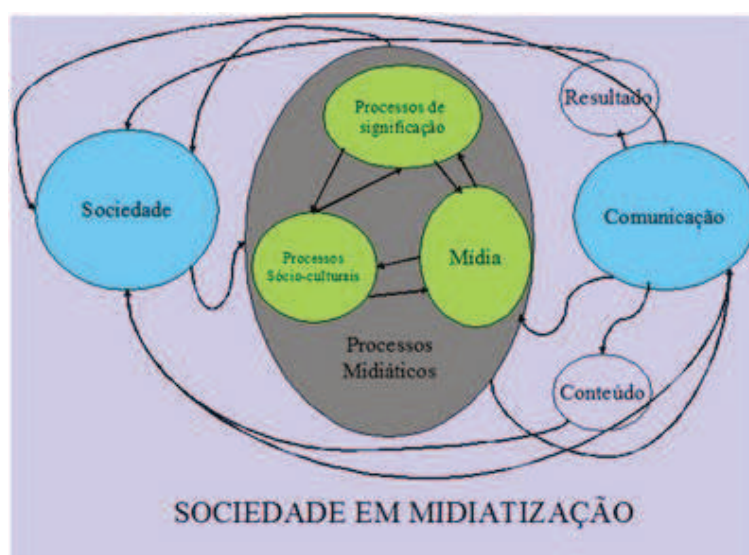 Processos de
significação
Resultado
Sociedade
Comunicação
Processos
Sócio-culturais
Mídia
Processos
Midiáticos
Conteúdo
SOCIEDADE EM MIDIATIZAÇÃO